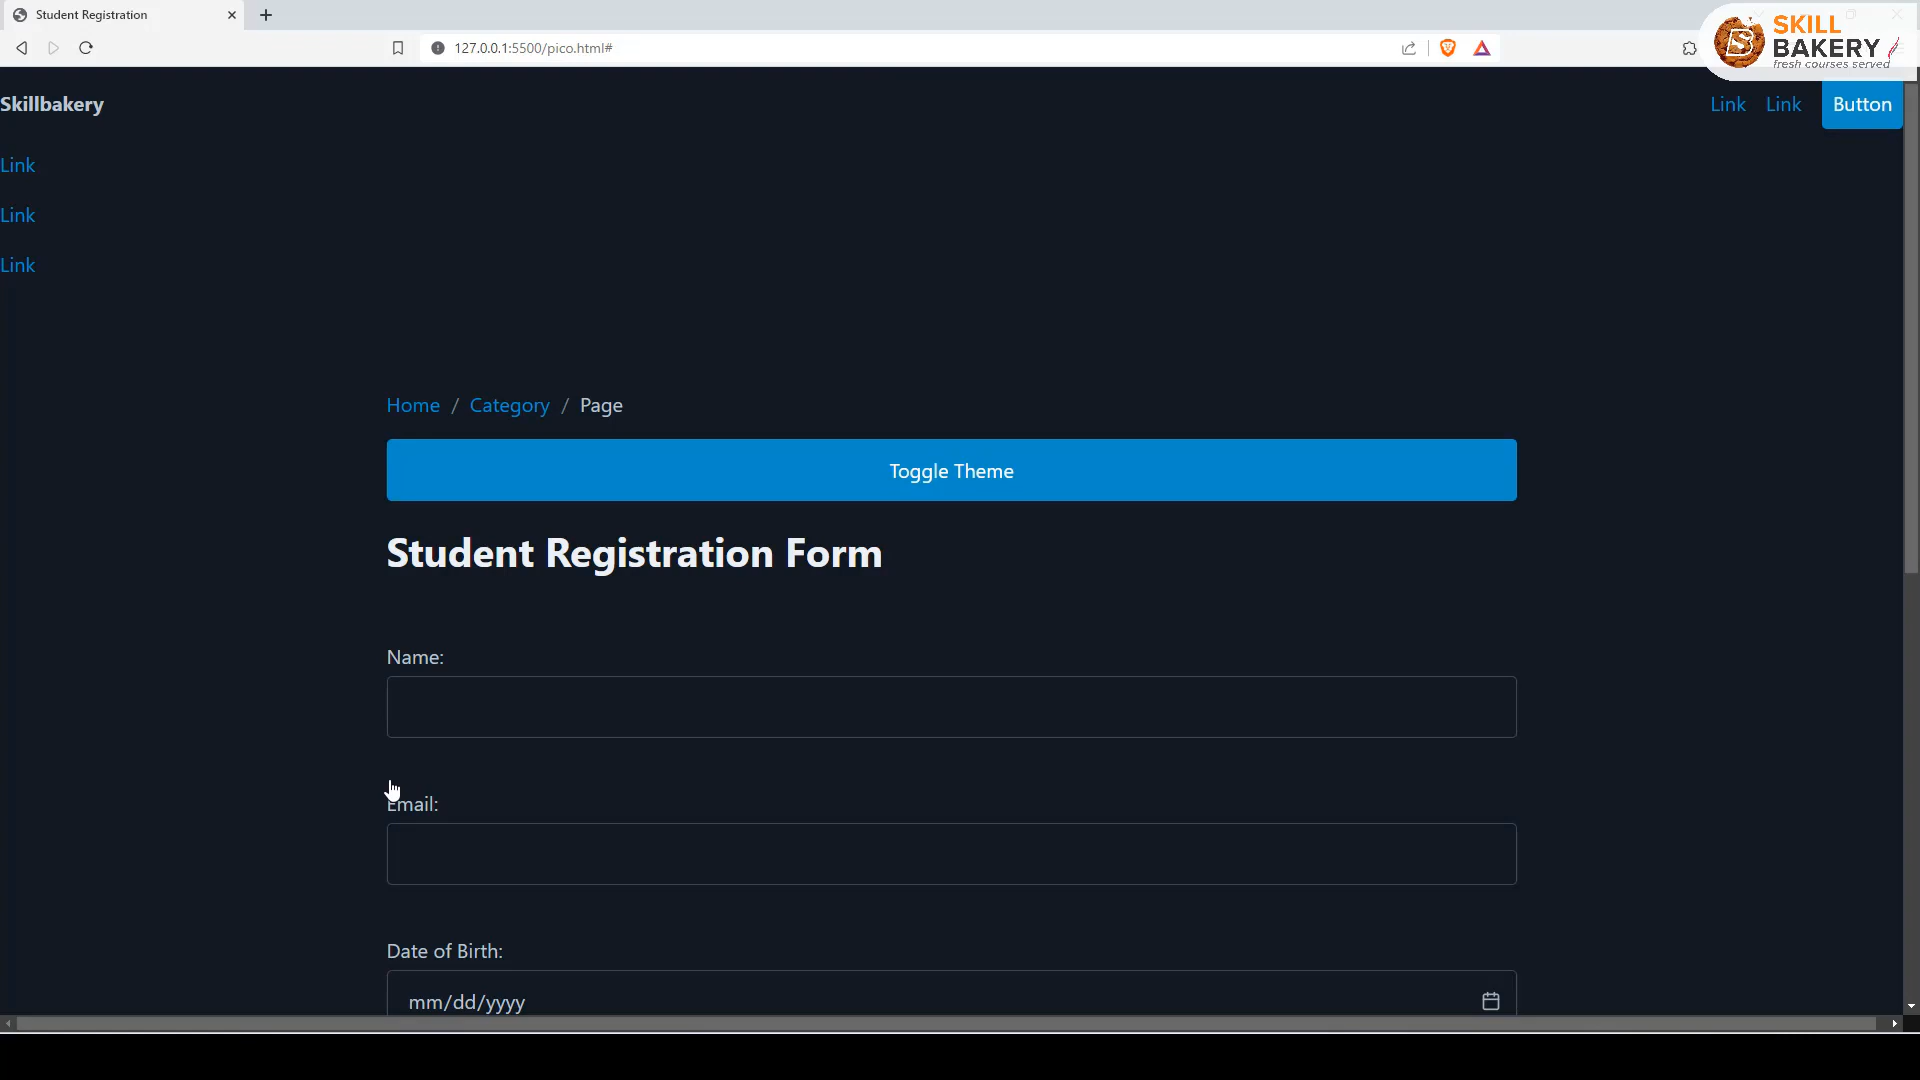 Student Registration
127.0.0.1:5500/pico.html#
SKILL
BAKERY
fresh courses served
Skillbakery
Link
Link
Button
Link
Link
Link
Home / Category / Page
Toggle Theme
Student Registration Form
Name:
Email:
Date of Birth:
mm/dd/yyyy